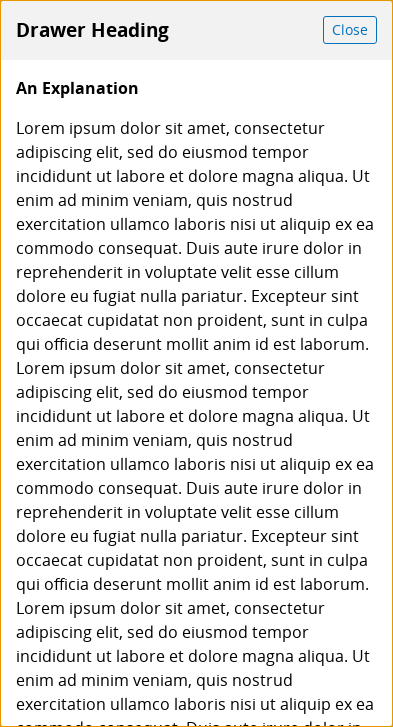 Drawer Heading
Close
An Explanation
Lorem ipsum dolor sit amet, consectetur
adipiscing elit, sed do eiusmod tempor
incididunt ut labore et dolore magna aliqua. Ut
enim ad minim veniam, quis nostrud
exercitation ullamco laboris nisi ut aliquip ex ea
commodo consequat. Duis aute irure dolor in
reprehenderit in voluptate velit esse cillum
dolore eu fugiat nulla pariatur. Excepteur sint
occaecat cupidatat non proident, sunt in culpa
qui officia deserunt mollit anim id est laborum.
Lorem ipsum dolor sit amet, consectetur
adipiscing elit, sed do eiusmod tempor
incididunt ut labore et dolore magna aliqua. Ut
enim ad minim veniam, quis nostrud
exercitation ullamco laboris nisi ut aliquip ex ea
commodo consequat. Duis aute irure dolor in
reprehenderit in voluptate velit esse cillum
dolore eu fugiat nulla pariatur. Excepteur sint
occaecat cupidatat non proident, sunt in culpa
qui officia deserunt mollit anim id est laborum.
Lorem ipsum dolor sit amet, consectetur
adipiscing elit, sed do eiusmod tempor
incididunt ut labore et dolore magna aliqua. Ut
enim ad minim veniam, quis nostrud
exercitation ullamco laboris nisi ut aliquip ex ea